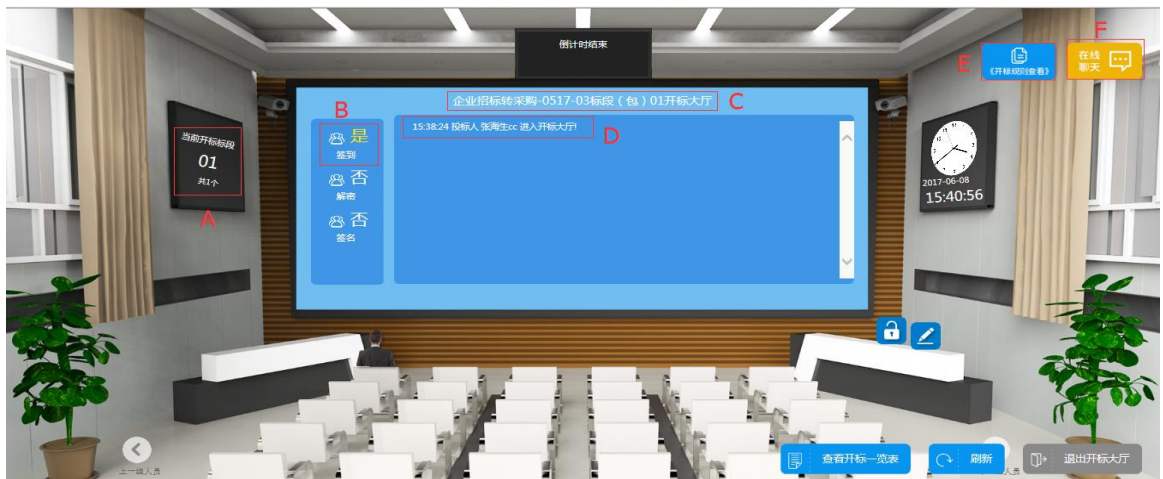 倒计时结束
F
E
《开标规则查看》
在线
聊天
企业招标转采购-0517-03标段（包）01开标大厅
C
B
15:38:24 投标人 张海生cc 进入开标大厅!
D
是
签到
否
解密
否
签名
当前开标标段
01
共1个
A
2017-06-08
15:40:56
上一组人员
人员
查看开标一览表
刷新
退出开标大厅